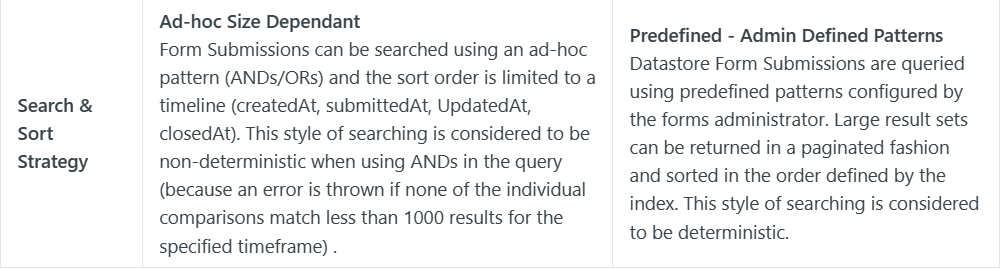 Search &
Sort
Strategy
Ad-hoc Size Dependant
Form Submissions can be searched using an ad-hoc
pattern (ANDs/ORs) and the sort order is limited to a
timeline (createdAt, submittedAt, UpdatedAt,
closedAt). This style of searching is considered to be
non-deterministic when using ANDs in the query
(because an error is thrown if none of the individual
comparisons match less than 1000 results for the
specified timeframe) .
Predefined - Admin Defined Patterns
Datastore Form Submissions are queried
using predefined patterns configured by
the forms administrator. Large result sets
can be returned in a paginated fashion
and sorted in the order defined by the
index. This style of searching is considered
to be deterministic.